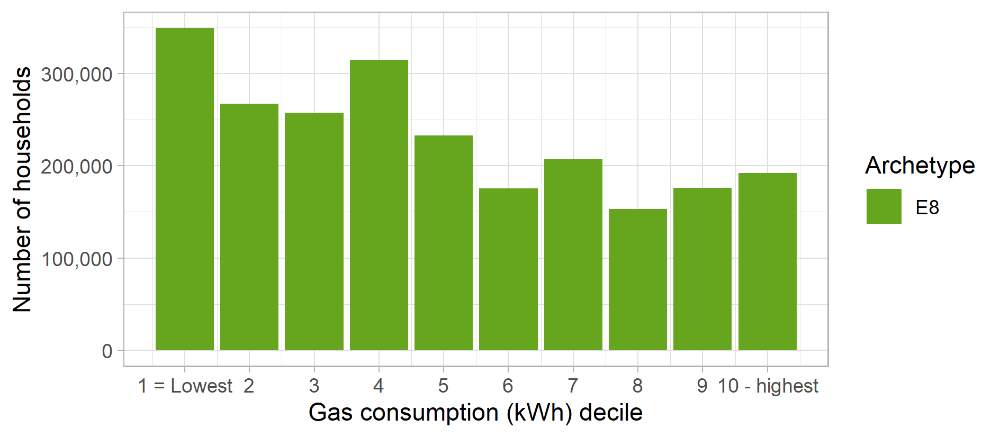 Number of households
300,000
200,000
100,000
0
1 = Lowest 2 3 4 5 6 7 8 9 10 - highest
Gas consumption (kWh) decile
Archetype
E8